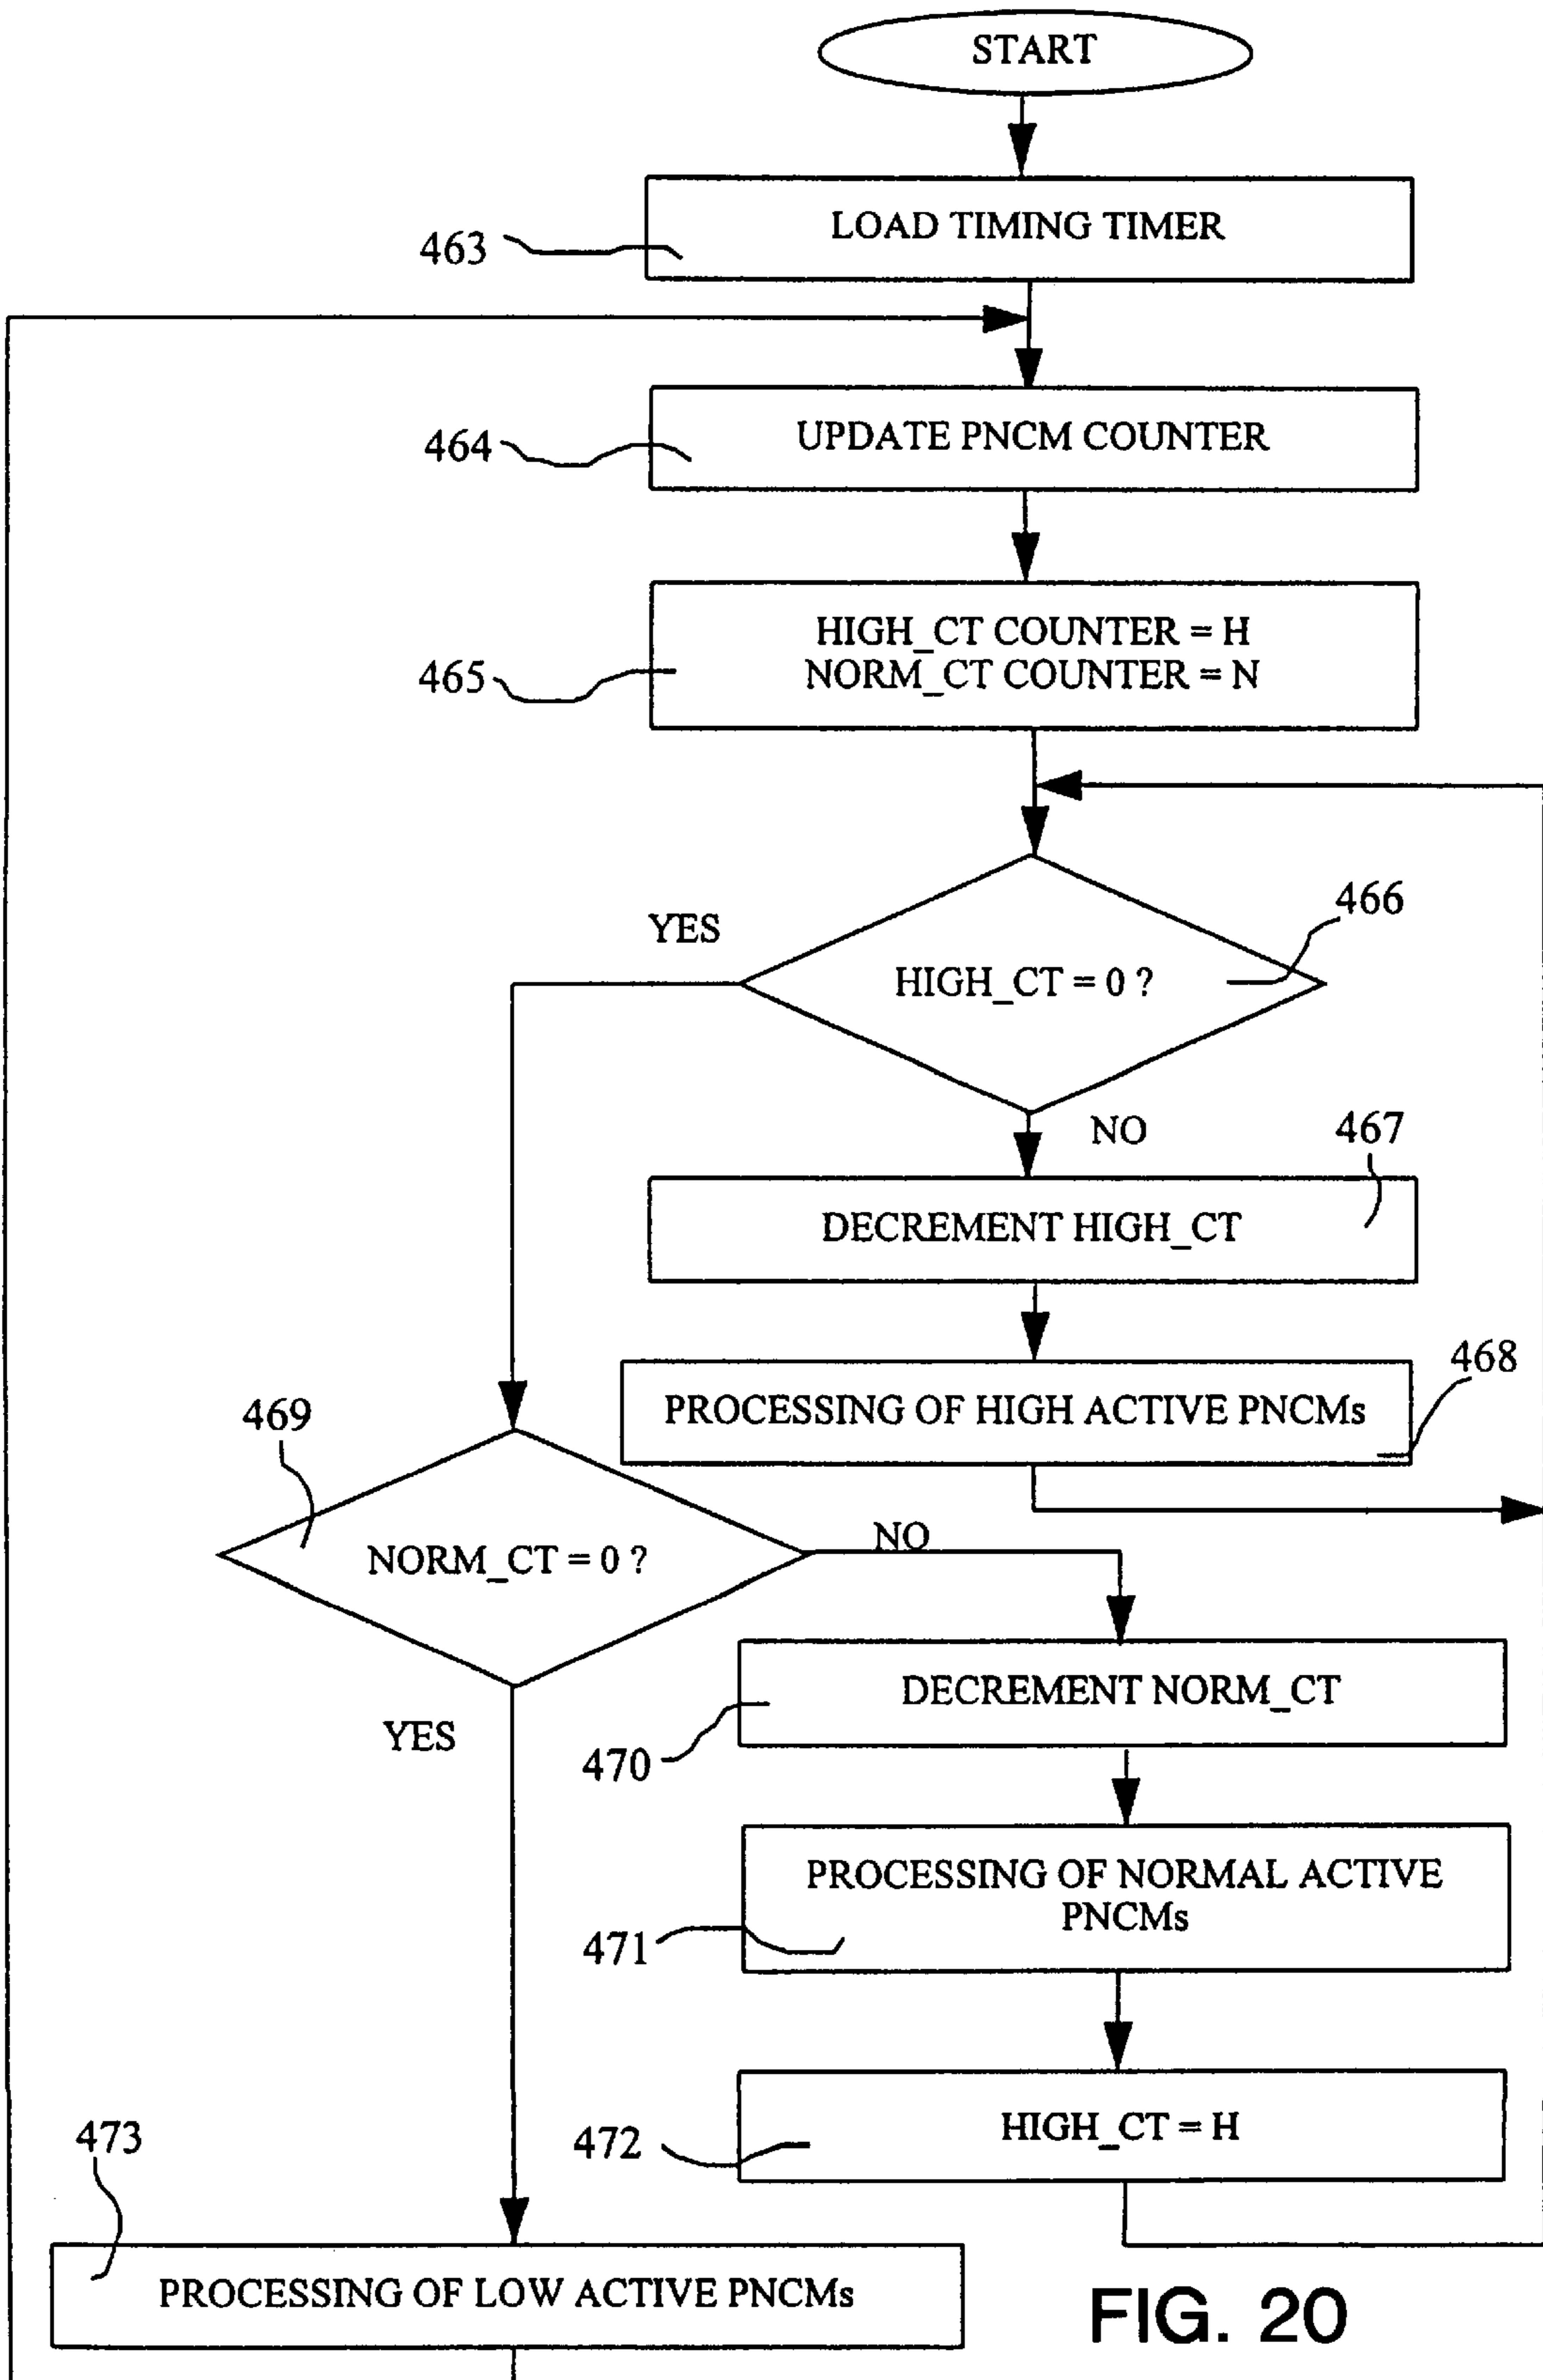 START
LOAD TIMING TIMER
463
UPDATE PNCM COUNTER
464
HIGH_CT COUNTER = H
NORM_CT COUNTER = N
465
466
YES
HIGH_CT = 0 ?
NO
467
DECREMENT HIGH_CT
468
PROCESSING OF HIGH ACTIVE PNCMs
469
NO
NORM_CT = 0 ?
DECREMENT NORM_CT
YES
470
PROCESSING OF NORMAL ACTIVE
PNCMs
471
HIGH_CT = H
472
473
PROCESSING OF LOW ACTIVE PNCMs
FIG. 20